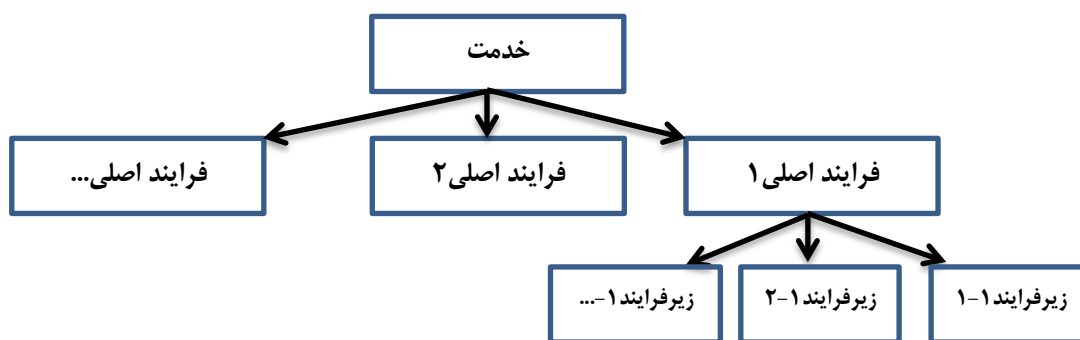 خدمت
فرایند اصلی۱
فرایند اصلی۲
فرایند اصلی...
زیرفرایند۱-۱
زیرفرایند۱-۲
زیرفرایند۱-...